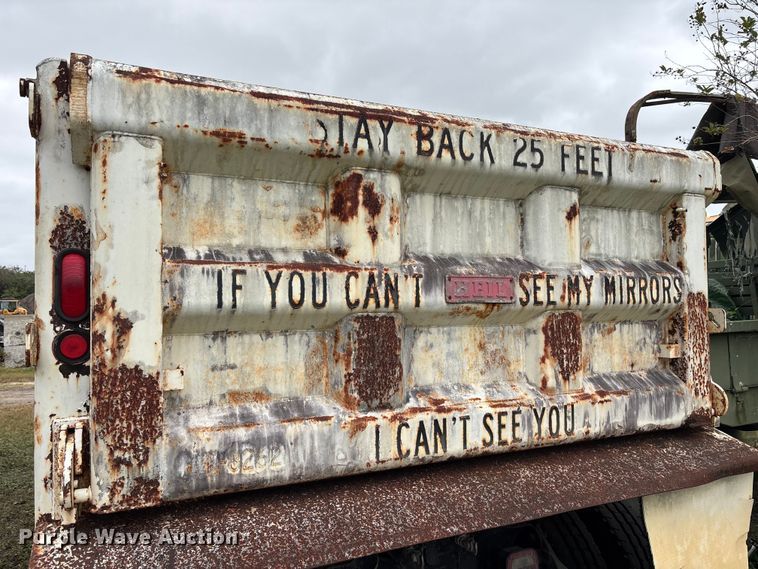 STAY BACK 25 FEET
"IF YOU CAN'T SEE MY MIRRORS
I CAN'T SEE YOU
Purple Wave Auction